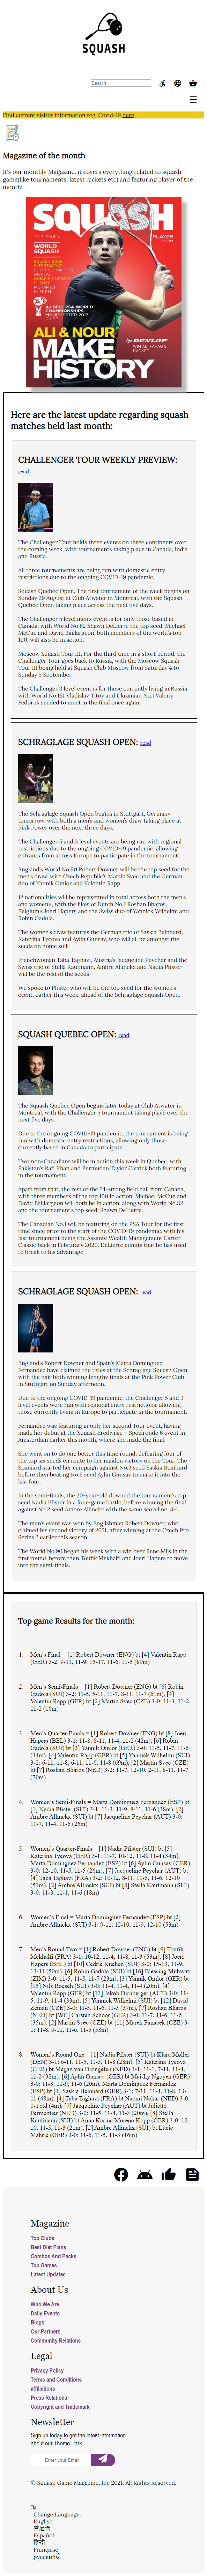 SQUASH
Search..
Find current visitor information reg. Covid-19 here.
Magazine of the month
It's our monthly Magazine, it covers everything related to squash
game(like tournaments, latest rackets etc) and featuring player of the
month:
SQUASH
PLAYER
2017 ISSUE 4
WORLD
SQUASH
EGYPT'S CHAMPION
DISPLAY
AJ BELL PSA WORLD
CHAMPIONSHIPS
DUNLOP
ALI & NOUR
MAKE
HISTORY
Here are the latest update regarding squash
matches held last month:
CHALLENGER TOUR WEEKLY PREVIEW:
read
The Challenger Tour holds three events on three continents over
the coming week, with tournaments taking place in Canada, India
and Russia.
All three tournaments are being run with domestic entry
restrictions due to the ongoing COVID-19 pandemic.
Squash Quebec Open, The first tournament of the week begins on
Sunday 29 August at Club Atwater in Montreal, with the Squash
Quebec Open taking place across the next five days.
The Challenger 5 level men's event is for only those based in
Canada, with World No.82 Shawn DeLierre the top seed. Michael
McCue and David Baillargeon, both members of the world's top
100, will also be in action.
Moscow Squash Tour III, For the third time in a short period, the
Challenger Tour goes back to Russia, with the Moscow Squash
Tour III being held at Squash Club Moscow from Saturday 4 to
Sunday 5 September.
The Challenger 3 level event is for those currently living in Russia,
with World No.161 Vladislav Titov and Ukrainian No.1 Valeriy
Fedoruk seeded to meet in the final once again.
SCHRAGLAGE SQUASH OPEN: read
The Schraglage Squash Open begins in Stuttgart, Germany
tomorrow, with both a men's and women's draw taking place at
Pink Power over the next three days.
The Challenger 5 and 3 level events are being run with regional
restrictions due to the ongoing COVID-19 pandemic, allowing
entrants from across Europe to participate in tournament.
England's World No.90 Robert Downer will be the top seed for the
men's draw, with Czech Republic's Martin Svec and the German
duo of Yannik Omlor and Valentin Rapp.
12 nationalities will be represented in total across both the men's
and women's, with the likes of Dutch No.1 Roshan Bharos,
Belgium's Joeri Hapers and the Swiss duo of Yannick Wilhelmi and
Robin Gadola.
The women's draw features the German trio of Saskia Beinhard,
Katerina Tycova and Aylin Gunsav, who will all be amongst the
seeds on home soil.
Frenchwoman Taba Taghavi, Austria's Jacqueline Peychar and the
Swiss trio of Stella Kaufmann, Ambre Allinckx and Nadia Pfister
will be the rest of the seeds.
We spoke to Pfister who will be the top seed for the women's
event, earlier this week, ahead of the Schraglage Squash Open.
SQUASH QUEBEC OPEN: read
The Squash Quebec Open begins later today at Club Atwater in
Montreal, with the Challenger 5 tournament taking place over the
next five days.
Due to the ongoing COVID-19 pandemic, the tournament is being
run with domestic entry restrictions, allowing only those
currently based in Canada to participate.
Two non-Canadians will be in action this week in Quebec, with
Pakistan's Rafi Khan and Bermudan Taylor Carrick both featuring
in the tournament.
Apart from that, the rest of the 24-strong field hail from Canada,
with three members of the top 100 in action. Michael McCue and
David Baillargeon will both be in action, along with World No.82,
and the tournament's top seed, Shawn DeLierre.
The Canadian No.1 will be featuring on the PSA Tour for the first
time since prior to the start of the COVID-19 pandemic, with his
last tournament being the Assante Wealth Management Carter
Classic back in February 2020. DeLierre admits that he has used
to break to his advantage.
SCHRAGLAGE SQUASH OPEN: read
England's Robert Downer and Spain's Marta Dominguez
Fernandez have claimed the titles at the Schraglage Squash Open,
with the pair both winning lengthy finals at the Pink Power Club
in Stuttgart on Sunday afternoon.
Due to the ongoing COVID-19 pandemic, the Challenger 5 and 3
level events were run with regional entry restrictions, allowing
those currently living in Europe to participate in the tournament.
Fernandez was featuring in only her second Tour event, having
made her debut at the Squash Eredivisie - Speelronde 6 event in
Amsterdam earlier this month, where she made the final.
She went on to do one better this time round, defeating four of
the top six seeds en route to her maiden victory on the Tour. The
Spaniard started her campaign against No.3 seed Saskia Beinhard
before then beating No.6 seed Aylin Gunsav to make it into the
last four.
In the semi-finals, the 20-year-old downed the tournament's top
seed Nadia Pfister in a four-game battle, before winning the title
against No.2 seed Ambre Allinckx with the same scoreline, 3-1.
The men's event was won by Englishman Robert Downer, who
claimed his second victory of 2021, after winning at the Czech Pro
Series 2 earlier this season.
The World No.90 began his week with a win over Rene Mijs in the
first round, before then Toufik Mekhalfi and Joeri Hapers to move
into the semi-finals.
Top game Results for the month:
1. Men's Final = [1] Robert Downer (ENG) bt [4] Valentin Rapp
(GER) 3-2: 9-11, 11-9, 15-17, 11-6, 11-5 (89m)
2. Men's Semi-Finals = [1] Robert Downer (ENG) bt [6] Robin
Gadola (SUI) 3-2: 11-5, 5-11, 11-7, 8-11, 11-7 (61m), [4]
Valentin Rapp (GER) bt [2] Martin Svec (CZE) 3-0: 11-1, 11-2,
11-2 (16m)
3. Men's Quarter-Finals = [1] Robert Downer (ENG) bt [8] Joeri
Hapers (BEL) 3-1: 11-8, 8-11, 11-4, 11-2 (42m), [6] Robin
Gadola (SUI) bt [3] Yannik Omlor (GER) 3-0: 11-5, 11-7, 11-6
(34m), [4] Valentin Rapp (GER) bt [5] Yannick Wilhelmi (SUI)
3-2: 6-11, 11-8, 6-11, 11-6, 11-8 (69m), [2] Martin Svec (CZE)
bt [7] Roshan Bharos (NED) 3-2: 11-7, 12-10, 2-11, 8-11, 11-7
(70m)
4. Women's Semi-Finals = Marta Dominguez Fernandez (ESP) bt
[1] Nadia Pfister (SUI) 3-1: 11-3, 11-9, 8-11, 11-6 (38m), [2]
Ambre Allinckx (SUI) bt [7] Jacqueline Peychar (AUT) 3-0:
11-7, 11-4, 11-6 (25m)
5. Women's Quarter-Finals = [1] Nadia Pfister (SUI) bt [5]
Katerina Tycova (GER) 3-1: 11-7, 10-12, 11-8, 11-4 (34m),
Marta Dominguez Fernandez (ESP) bt [6] Aylin Gunsav (GER)
3-0: 12-10, 11-5, 11-5 (26m), [7] Jacqueline Peychar (AUT) bt
[4] Taba Taghavi (FRA) 3-2: 10-12, 8-11, 11-6, 11-6, 12-10
(51m), [2] Ambre Allinckx (SUI) bt [8] Stella Kaufmann (SUI)
3-0: 11-3, 11-1, 11-6 (18m)
6. Women's Final = Marta Dominguez Fernandez (ESP) bt [2]
Ambre Allinckx (SUI) 3-1: 9-11, 12-10, 11-9, 12-10 (53m)
7. Men's Round Two = [1] Robert Downer (ENG) bt [9] Toufik
Mekhalfi (FRA) 3-1: 10-12, 11-4, 11-8, 11-3 (53m), [8] Joeri
Hapers (BEL) bt [10] Cedric Kuchen (SUI) 3-0: 15-13, 11-9,
13-11 (50m), [6] Robin Gadola (SUI) bt [16] Blessing Muhwati
(ZIM) 3-0: 11-5, 11-5, 11-7 (23m), [3] Yannik Omlor (GER) bt
[15] Nils Roesch (SUI) 3-0: 11-4, 11-4, 11-4 (20m), [4]
Valentin Rapp (GER) bt [13] Jakob Dirnberger (AUT) 3-0: 11-
5, 11-9, 11-4 (33m), [5] Yannick Wilhelmi (SUI) bt [12] David
Zeman (CZE) 3-0: 11-5, 11-6, 11-3 (37m), [7] Roshan Bharos
(NED) bt [WC] Carsten Schoor (GER) 3-0: 11-7, 11-6, 11-6
(35m), [2] Martin Svec (CZE) bt [11] Marek Panacek (CZE) 3-
1: 11-8, 9-11, 11-6, 11-5 (53m)
8. Women's Round One = [1] Nadia Pfister (SUI) bt Klara Moller
(DEN) 3-1: 6-11, 11-5, 11-3, 11-8 (28m), [5] Katerina Tycova
(GER) bt Megan van Drongelen (NED) 3-1: 11-1, 7-11, 11-4,
11-2 (32m), [6] Aylin Gunsav (GER) bt Mai-Ly Nguyen (GER)
3-0: 11-3, 11-9, 11-6 (20m), Marta Dominguez Fernandez
(ESP) bt [3] Saskia Beinhard (GER) 3-1: 7-11, 11-4, 11-8, 13-
11 (48m), [4] Taba Taghavi (FRA) bt Naomi Nohar (NED) 3-0:
9-1 rtd (4m), [7] Jacqueline Peychar (AUT) bt Juliette
Permentier (NED) 3-0: 11-5, 11-4, 11-3 (20m), [8] Stella
Kaufmann (SUI) bt Anna Karina Moreno Kopp (GER) 3-0: 12-
10, 11-5, 11-3 (21m), [2] Ambre Allinckx (SUI) bt Lucie
Mahrle (GER) 3-0: 11-6, 11-5, 11-3 (16m)
Magazine
Top Clubs
Best Diet Plans
Combos And Packs
Top Games
Latest Updates
About Us
Who We Are
Daily Events
Blogs
Our Partners
Community Relations
Legal
Privacy Policy
Terms and Conditions
affiliations
Press Relations
Copyright and Trademark
Newsletter
Sign up today to get the latest information
about our Theme Park
Enter your Email
© Squash Game Magazine, Inc 2021. All Rights Reserved.
Change Language:
English
普通话
Español
हिन्दी
Française
русский